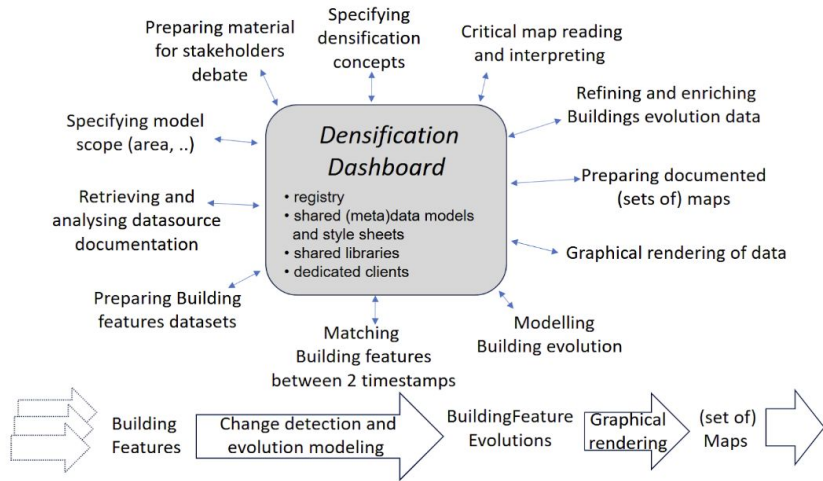 Preparing material
for stakeholders
debate
Specifying
densification
concepts
Critical map reading
and interpreting
Refining and enriching
Buildings evolution data
Specifying model
scope (area, ..)
Densification
Dashboard
• registry
• shared (meta)data models
and style sheets
• shared libraries
• dedicated clients
Preparing documented
(sets of) maps
Retrieving and
analysing datasource
documentation
Graphical rendering of data
Preparing Building
features datasets
Matching
Building features
between 2 timestamps
Modelling
Building evolution
Building
Features
Change detection and
evolution modeling
BuildingFeature
Evolutions
Graphical
rendering
(set of)
Maps